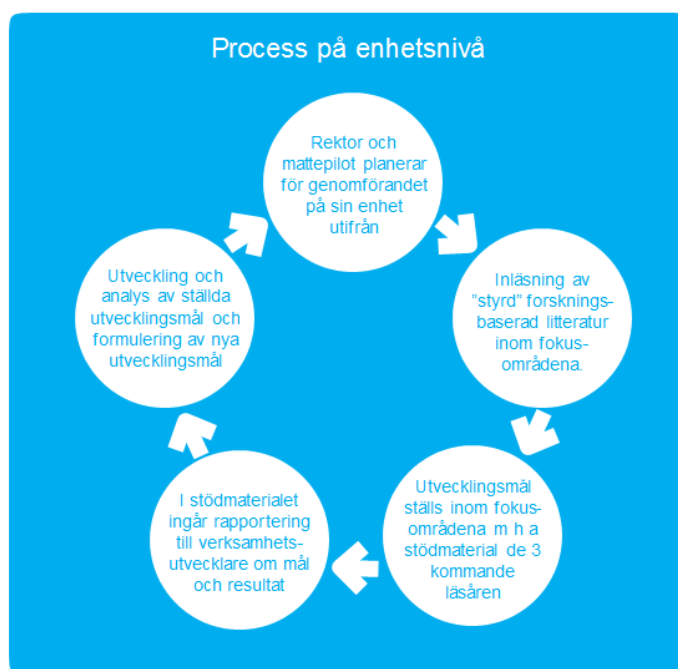 Process på enhetsnivå
Rektor och
mattepilot planerar
för genomförandet
på sin enhet
utifrån
Inläsning av
”styrd” forsknings-
baserad litteratur
inom fokus-
områdena.
Utvecklingsmål
ställs inom fokus-
områdena m h a
stödmaterial de 3
kommande
läsåren
I stödmaterialet
ingår rapportering
till verksamhets-
utvecklare om mål
och resultat
Utveckling och
analys av ställda
utvecklingsmål och
formulering av nya
utvecklingsmål